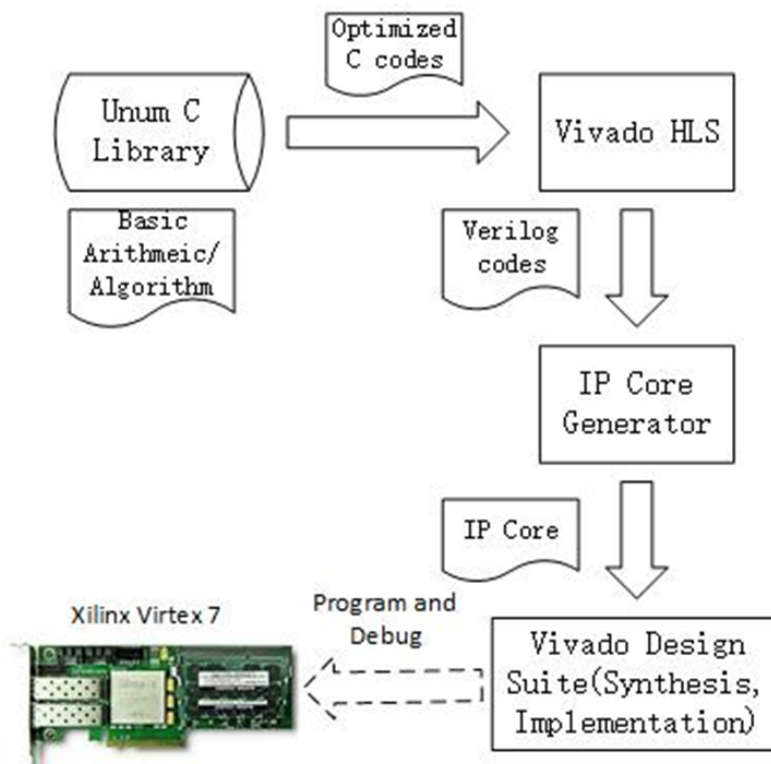 Optimized
C codes
Unum C
Library
Vivado HLS
Basic
Arithmeic/
Algorithm
Verilog
codes
IP Core
Generator
IP Core
Xilinx Virtex 7
Program and
Debug
Vivado Design
Suite(Synthesis,
Implementation)